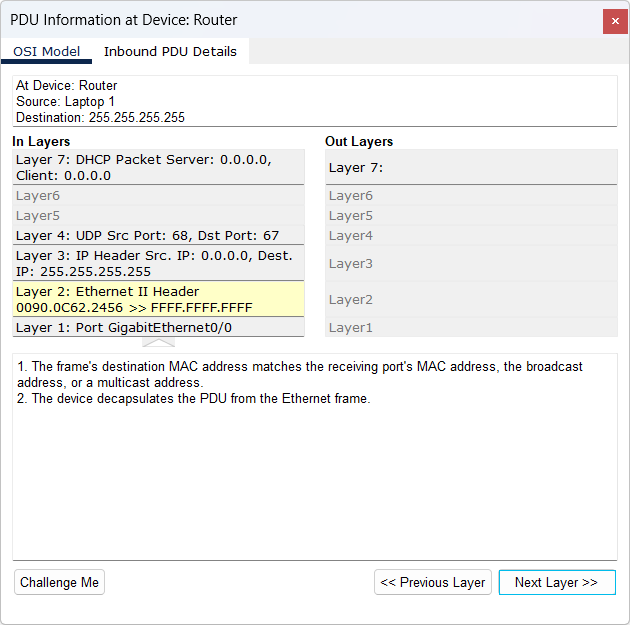 PDU Information at Device: Router
OSI Model Inbound PDU Details
At Device: Router
Source: Laptop 1
Destination: 255.255.255.255
In Layers
Layer 7: DHCP Packet Server: 0.0.0.0,
Client: 0.0.0.0
Layer6
Layer5
Layer 4: UDP Src Port: 68, Dst Port: 67
Layer 3: IP Header Src. IP: 0.0.0.0, Dest.
IP: 255.255.255.255
Layer 2: Ethernet II Header
0090.0C62.2456 >> FFFF.FFFF.FFFF
Layer 1: Port GigabitEthernet0/0
Out Layers
Layer 7:
Layer6
Layer5
Layer4
Layer3
Layer2
Layer1
1. The frame's destination MAC address matches the receiving port's MAC address, the broadcast
address, or a multicast address.
2. The device decapsulates the PDU from the Ethernet frame.
Challenge Me
<< Previous Layer
Next Layer >>